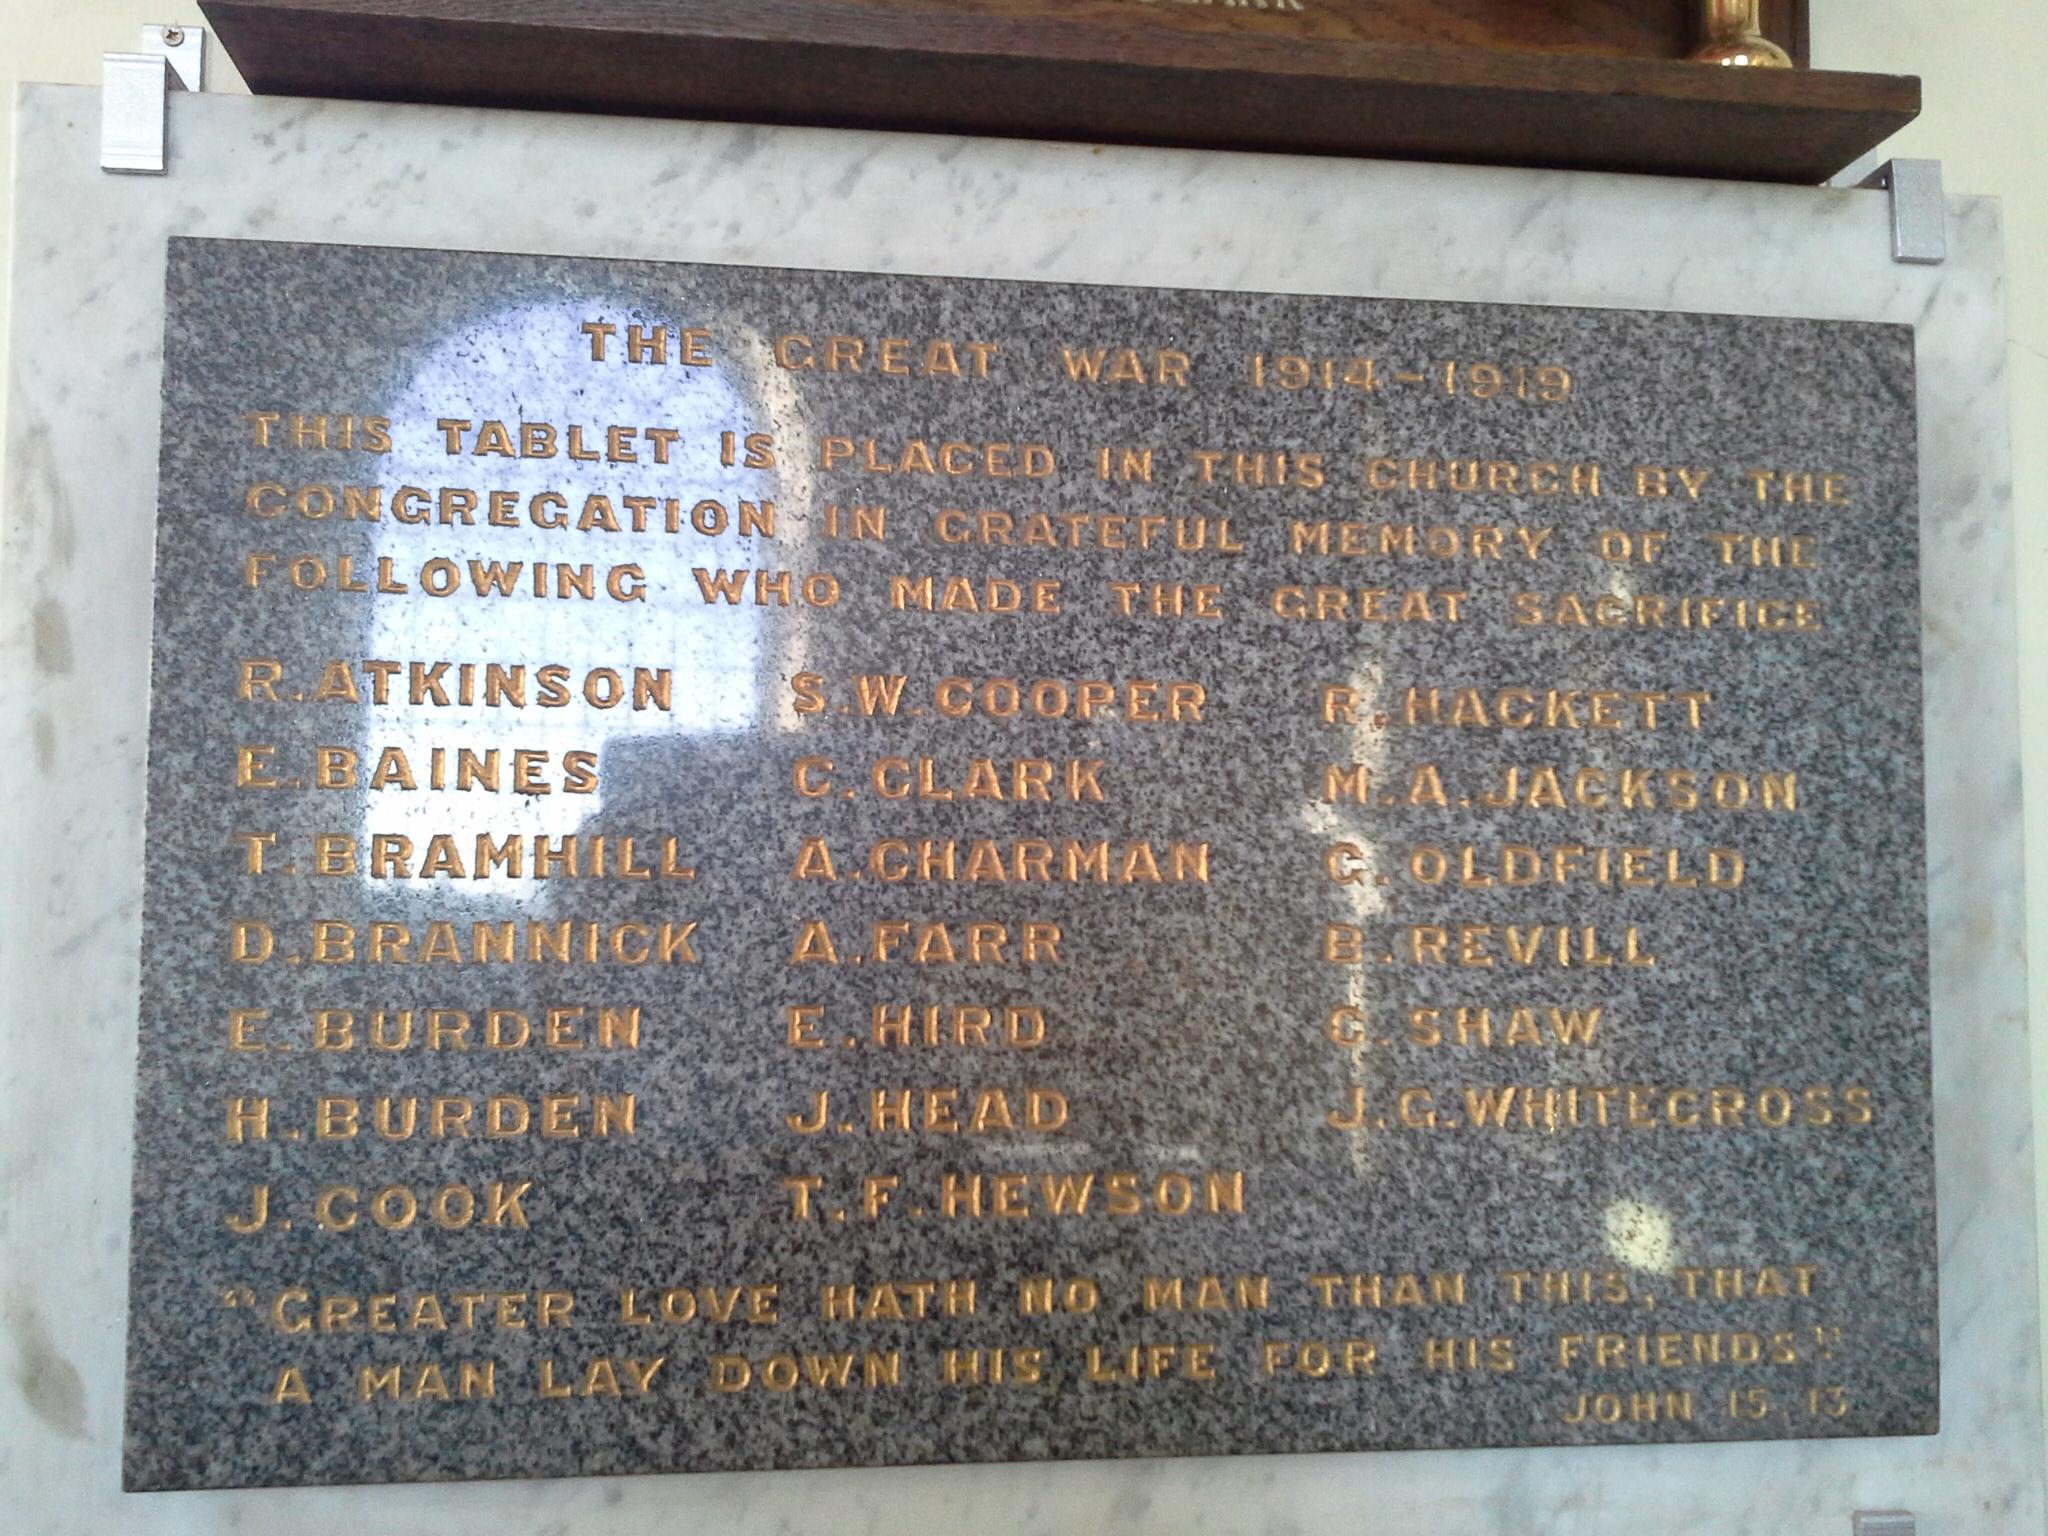 THE GREAT WAR 1914-1919
THIS TABLET IS PLACED IN THIS CHURCH BY THE
CONGREGATION IN GRATEFUL MEMORY OF THE
FOLLOWING WHO MADE THE GREAT SACRIFICE
R. ATKINSON S.W. COOPER R. HACKETT
E. BAINES C. CLARK M.A. JACKSON
T. BRAMHILL A. CHARMAN G. OLDFIELD
D. BRANNICK A. FARR B. REVILL
E. BURDEN E. HIRD G. SHAW
H. BURDEN J. HEAD J.G. WHITECROSS
J. COOK T.F. HEWSON
"GREATER LOVE HATH NO MAN THAN THIS, THAT
A MAN LAY DOWN HIS LIFE FOR HIS FRIENDS"
JOHN 15. 13